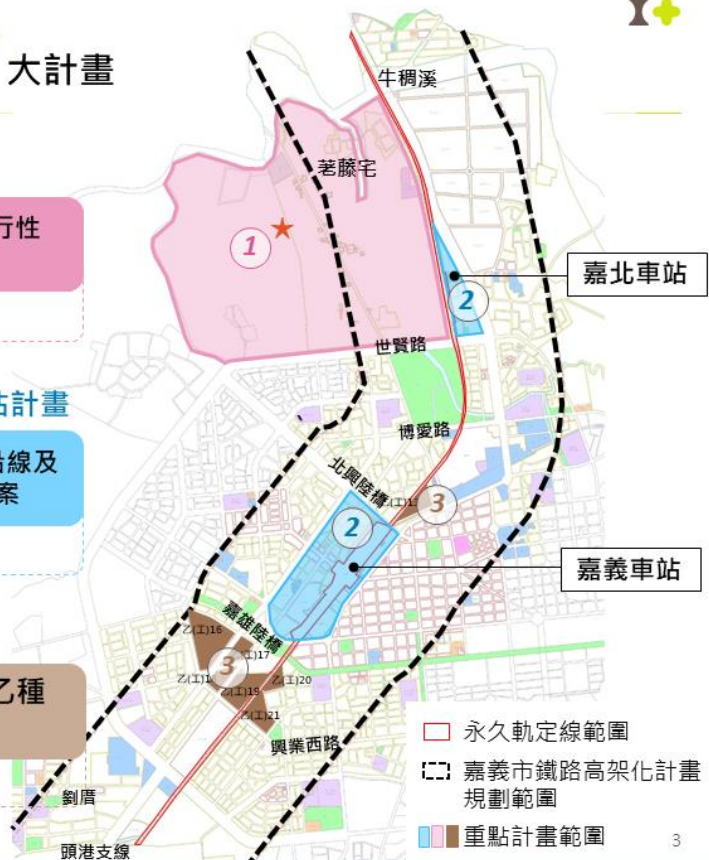 大計畫
行性
站計畫
沿線及
案
乙種
牛稠溪
荖藤宅
1
2
嘉北車站
世賢路
博愛路
北興陸橋
3
2
嘉義車站
嘉雄陸橋
乙(工)16
3
乙(工)20
乙(工)19
乙(工)21
興業西路
劉厝
頭港支線
永久軌定線範圍
嘉義市鐵路高架化計畫
規劃範圍
重點計畫範圍
3